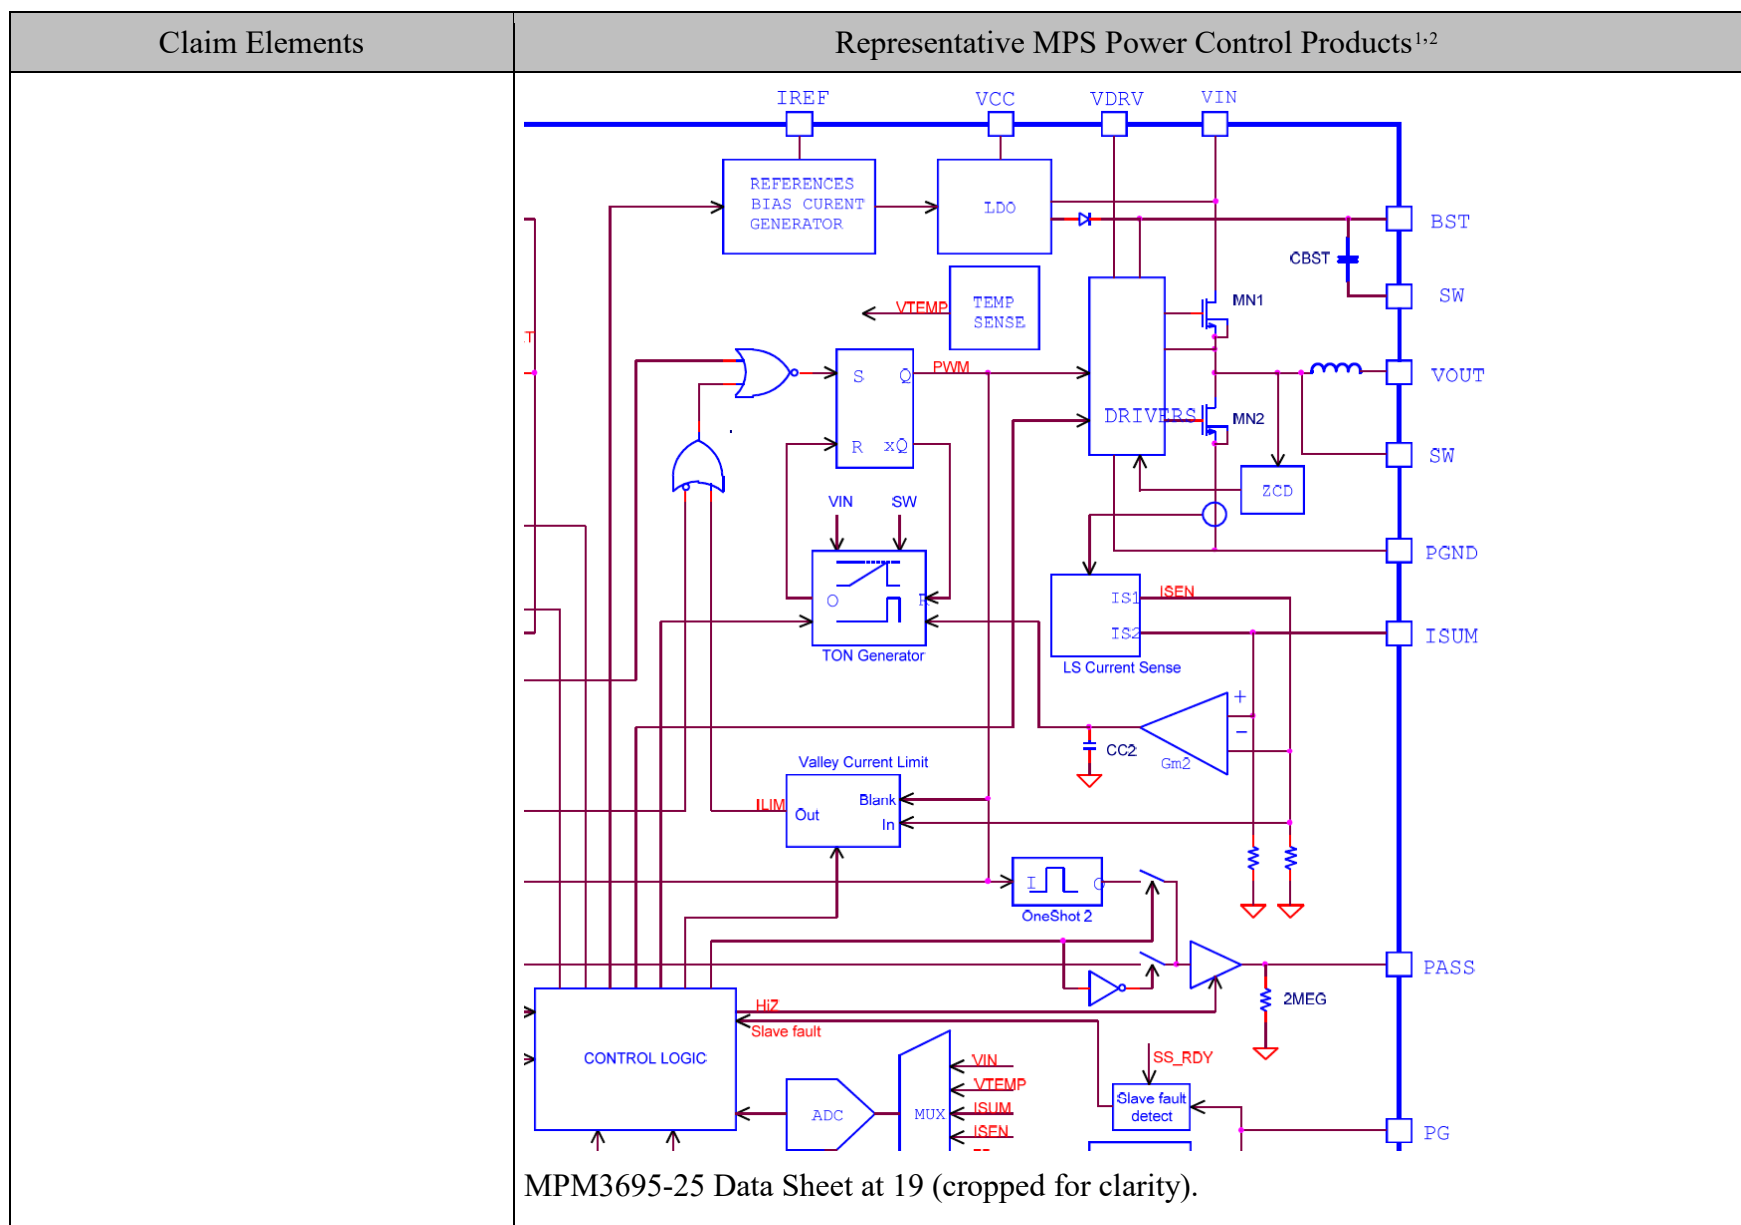 Claim Elements
Representative MPS Power Control Products1,2
IREF
VCC
VDRV
VIN
REFERENCES
BIAS CURENT
GENERATOR
LDO
BST
CBST
SW
TEMP
SENSE
VTEMP
MN1
S
Q
PWM
VOUT
DRIVERS
MN2
R
xQ
SW
ZCD
VIN
SW
PGND
O
R
TON Generator
IS1
ISEN
IS2
ISUM
LS Current Sense
+
−
CC2
Gm2
Valley Current Limit
ILIM
Out
Blank
In
I
O
OneShot 2
PASS
2MEG
HiZ
Slave fault
CONTROL LOGIC
SS_RDY
VIN
VTEMP
ADC
MUX
ISUM
ISEN
Slave fault
detect
PG
MPM3695-25 Data Sheet at 19 (cropped for clarity).